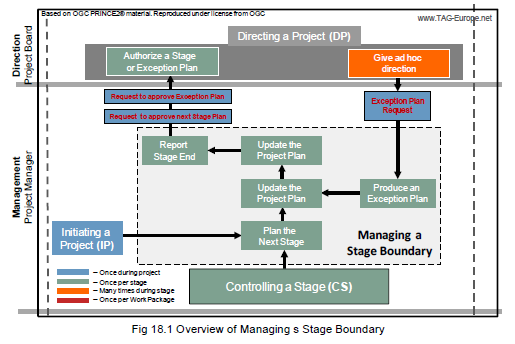 Based on OGC PRINCE2® material. Reproduced under license from OGC
www.TAG-Europe.net
Directing a Project (DP)
Direction
Project Board
Authorize a Stage
or Exception Plan
Give ad hoc
direction
Request to approve Exception Plan
Request to approve next Stage Plan
Exception Plan
Request
Management
Project Manager
Report
Stage End
Update the
Project Plan
Update the
Project Plan
Produce an
Exception Plan
Initiating a
Project (IP)
Plan the
Next Stage
Managing a
Stage Boundary
– Once during project
– Once per stage
– Many times during stage
– Once per Work Package
Controlling a Stage (CS)
Fig 18.1 Overview of Managing s Stage Boundary